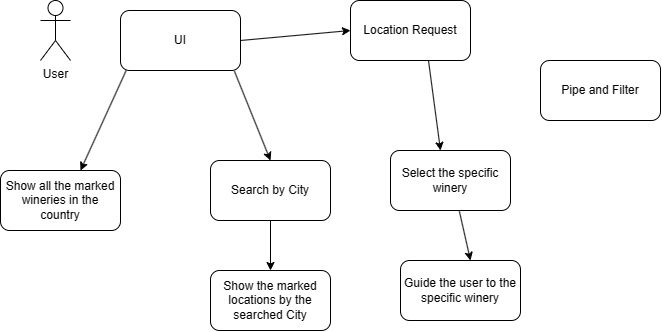 User
UI
Location Request
Pipe and Filter
Show all the marked
wineries in the
country
Search by City
Select the specific
winery
Show the marked
locations by the
searched City
Guide the user to the
specific winery